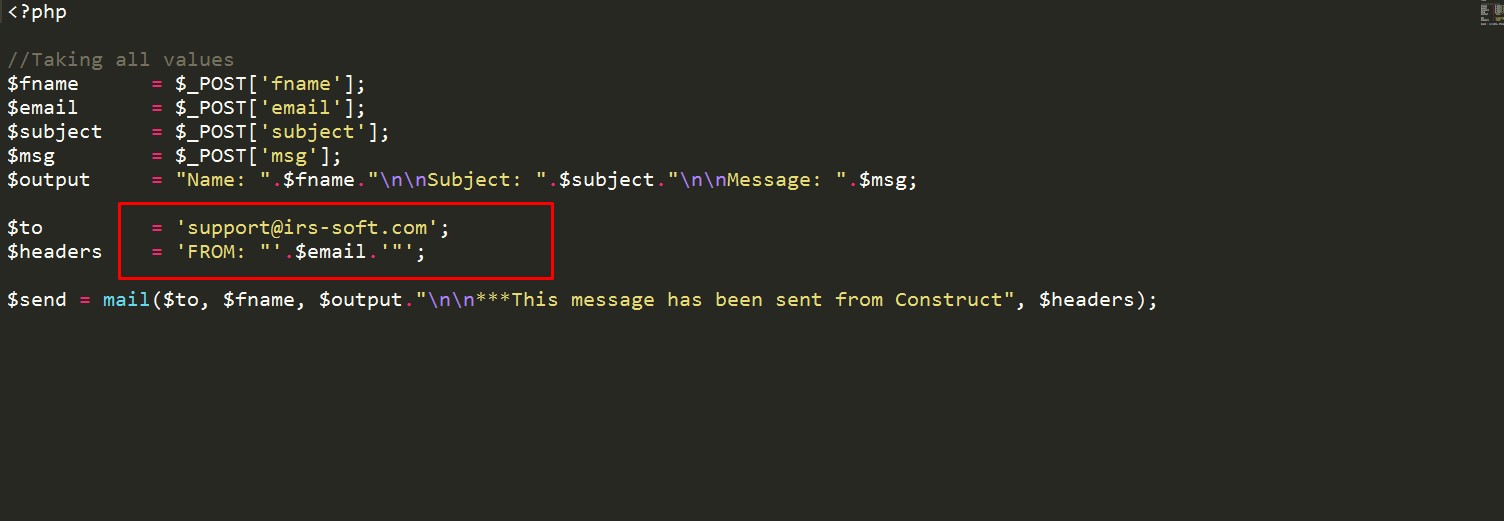 <?php
//Taking all values
$fname      = $_POST['fname'];
$email      = $_POST['email'];
$subject    = $_POST['subject'];
$msg        = $_POST['msg'];
$output     = "Name: ".$fname."\n\nSubject: ".$subject."\n\nMessage: ".$msg;
$to         = 'support@irs-soft.com';
$headers    = 'FROM: "'.$email.'"';
$send = mail($to, $fname, $output."\n\n***This message has been sent from Construct", $headers);